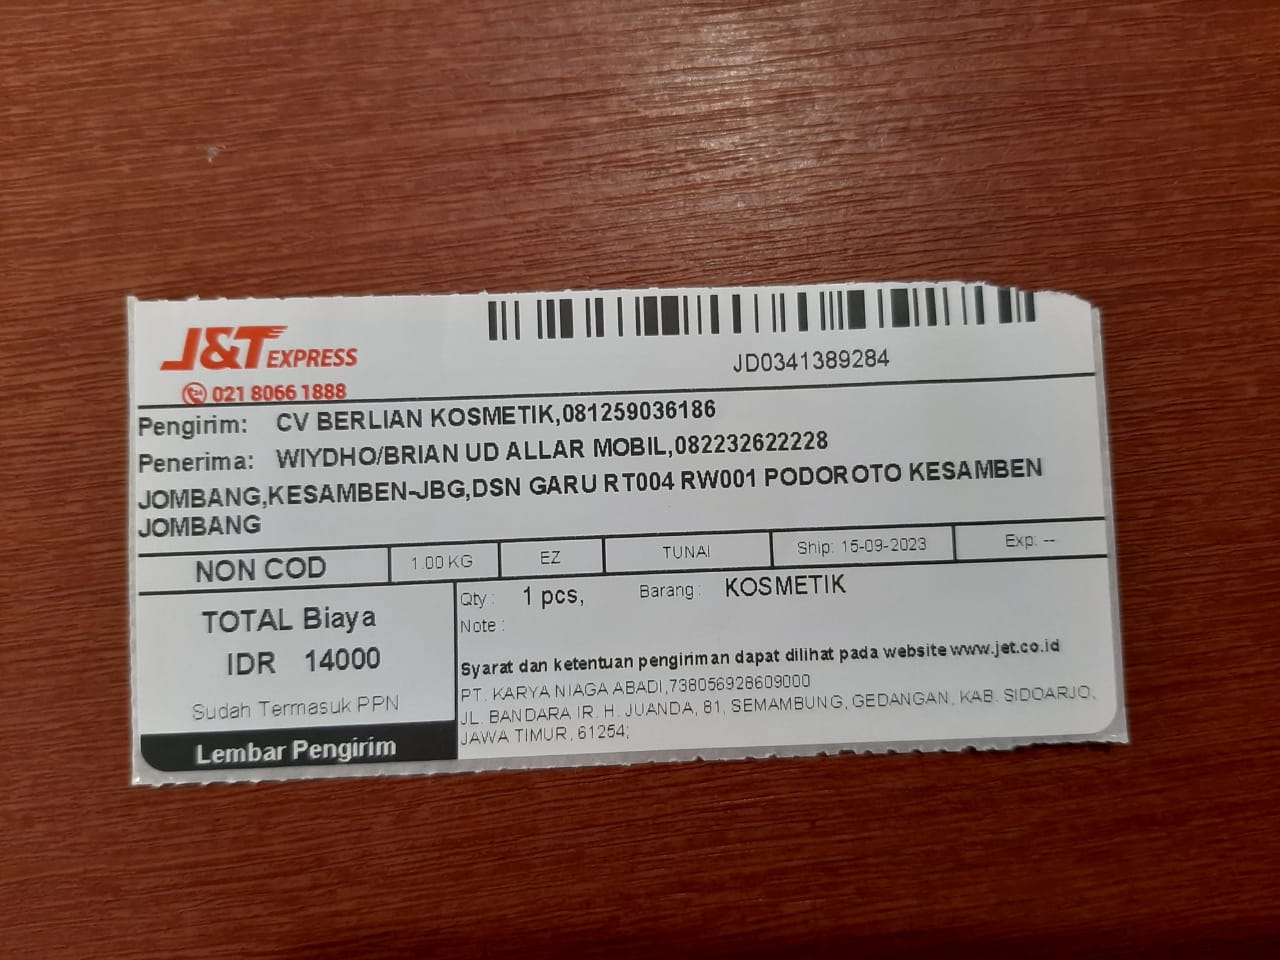 J&T EXPRESS
021 8066 1888
JD0341389284
Pengirim: CV BERLIAN KOSMETIK,081259036186
Penerima: WIYDHO/BRIAN UD ALLAR MOBIL,082232622228
JOMBANG,KESAMBEN-JBG,DSN GARU RT004 RW001 PODOROTO KESAMBEN
JOMBANG
NON COD 1.00 KG EZ TUNAI Ship: 15-09-2023 Exp: --
TOTAL Biaya
IDR 14000
Sudah Termasuk PPN
Lembar Pengirim
Qty : 1 pcs, Barang : KOSMETIK
Note :
Syarat dan ketentuan pengiriman dapat dilihat pada website www.jet.co.id
PT. KARYA NIAGA ABADI,738056928609000
JL. BANDARA IR. H. JUANDA, 81, SEMAMBUNG, GEDANGAN, KAB. SIDOARJO,
JAWA TIMUR, 61254;